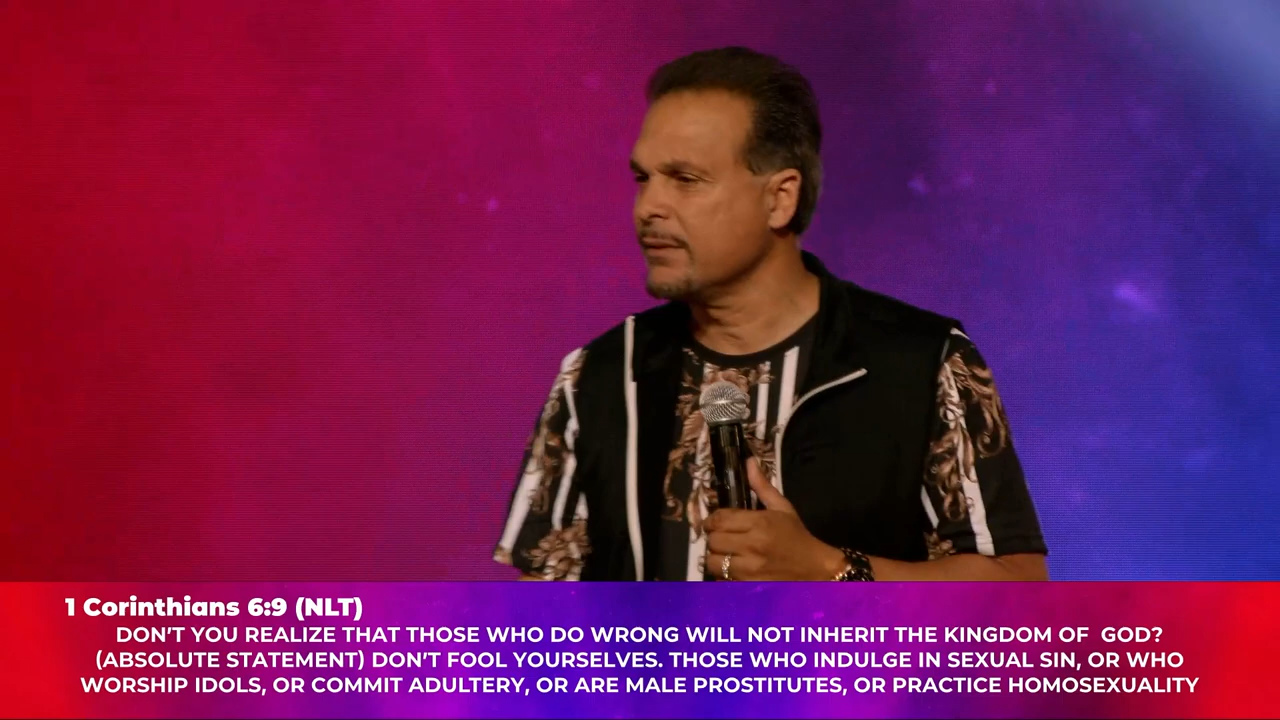 1 Corinthians 6:9 (NLT)
DON'T YOU REALIZE THAT THOSE WHO DO WRONG WILL NOT INHERIT THE KINGDOM OF GOD?
(ABSOLUTE STATEMENT) DON'T FOOL YOURSELVES. THOSE WHO INDULGE IN SEXUAL SIN, OR WHO
WORSHIP IDOLS, OR COMMIT ADULTERY, OR ARE MALE PROSTITUTES, OR PRACTICE HOMOSEXUALITY